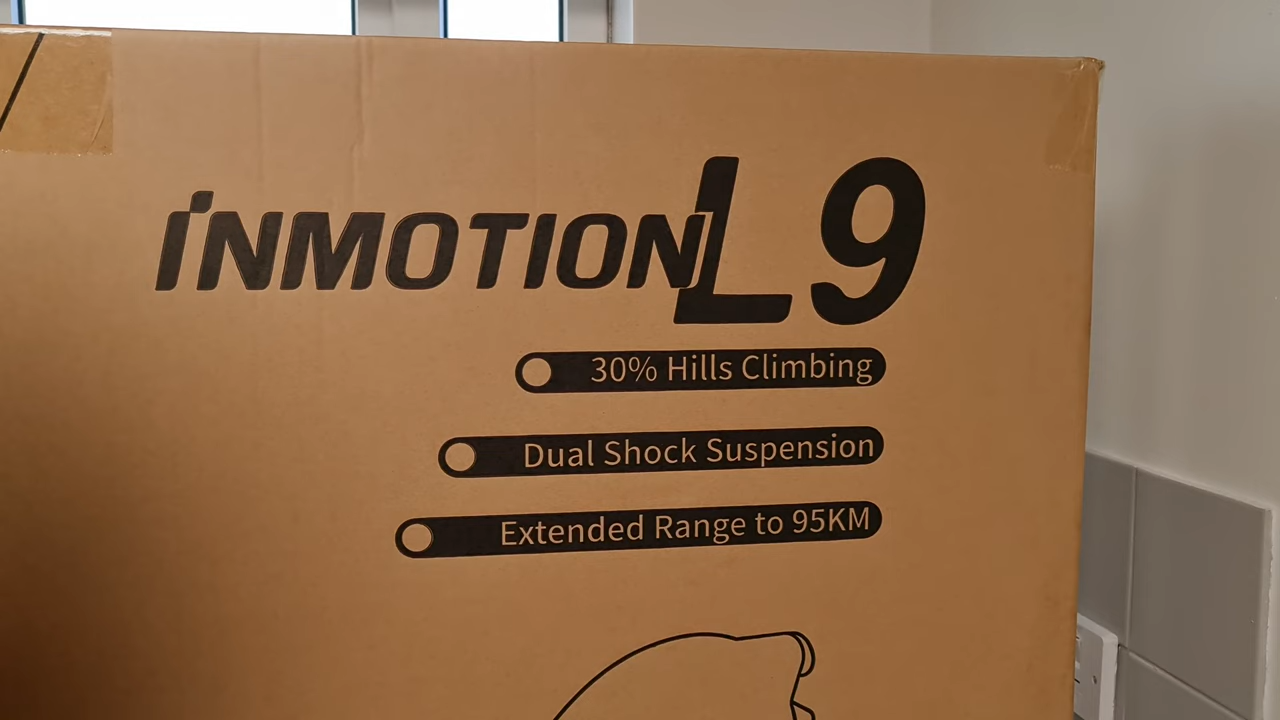 INMOTION L9
30% Hills Climbing
Dual Shock Suspension
Extended Range to 95KM